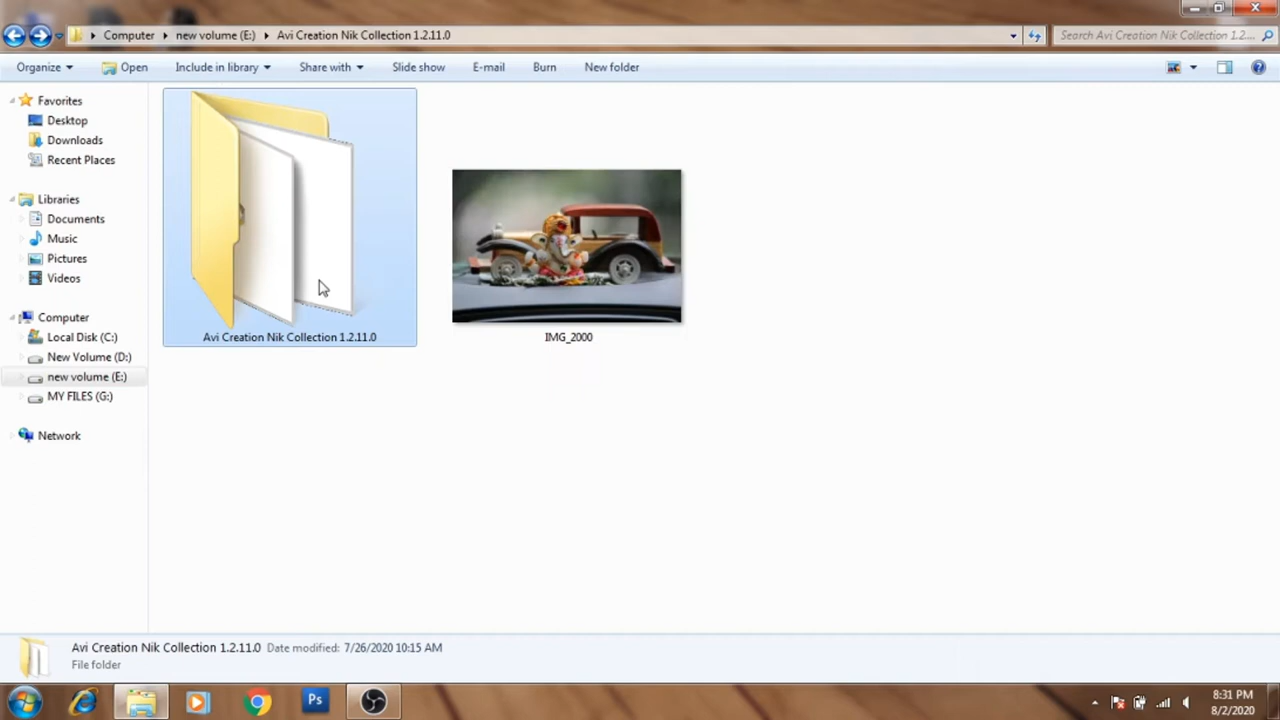 Computer new volume (E:) Avi Creation Nik Collection 1.2.11.0
Search Avi Creation Nik Collection 1.2...
Organize Open Include in library Share with Slide show E-mail Burn New folder
Favorites
Desktop
Downloads
Recent Places
Libraries
Documents
Music
Pictures
Videos
Computer
Local Disk (C:)
New Volume (D:)
new volume (E:)
MY FILES (G:)
Network
Avi Creation Nik Collection 1.2.11.0
IMG_2000
Avi Creation Nik Collection 1.2.11.0 Date modified: 7/26/2020 10:15 AM
File folder
Ps
8:31 PM
8/2/2020